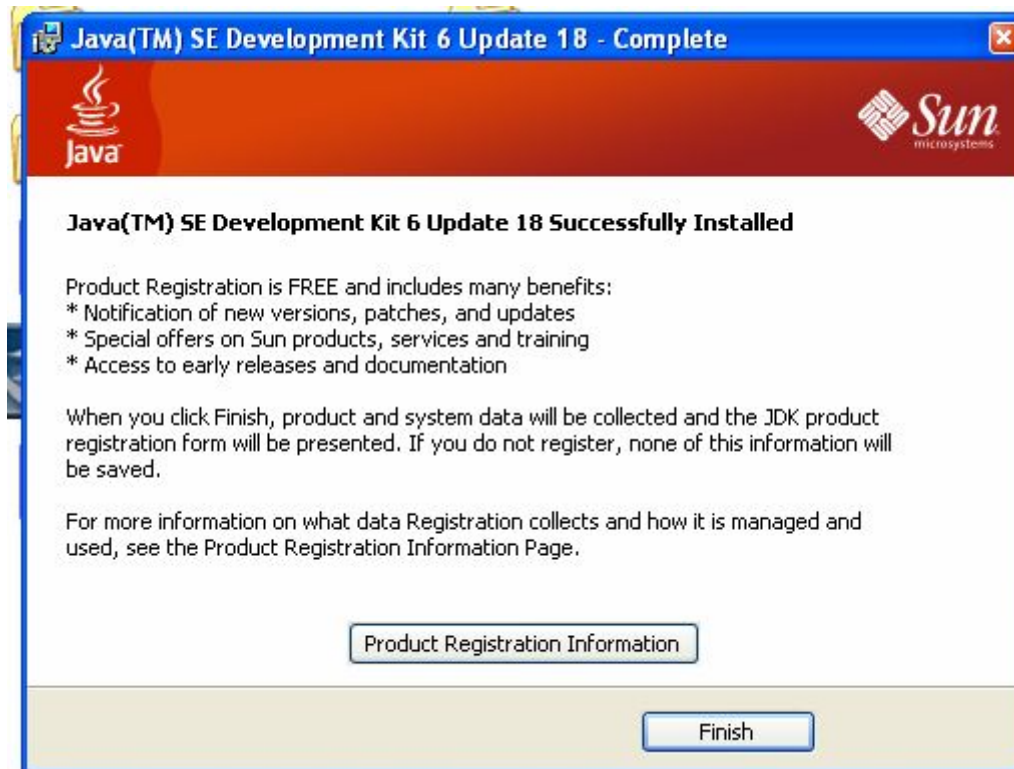 Java(TM) SE Development Kit 6 Update 18 - Complete
Java
Sun
microsystems
Java(TM) SE Development Kit 6 Update 18 Successfully Installed
Product Registration is FREE and includes many benefits:
* Notification of new versions, patches, and updates
* Special offers on Sun products, services and training
* Access to early releases and documentation
When you click Finish, product and system data will be collected and the JDK product
registration form will be presented. If you do not register, none of this information will
be saved.
For more information on what data Registration collects and how it is managed and
used, see the Product Registration Information Page.
Product Registration Information
Finish